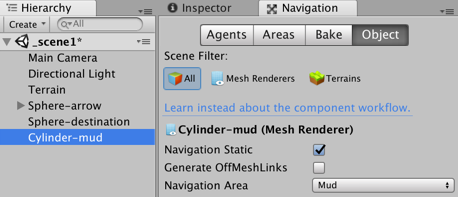 Hierarchy
Create
All
_scene1*
Main Camera
Directional Light
Terrain
Sphere-arrow
Sphere-destination
Cylinder-mud
Inspector
Navigation
Agents Areas Bake Object
Scene Filter:
All Mesh Renderers Terrains
Learn instead about the component workflow.
Cylinder-mud (Mesh Renderer)
Navigation Static
Generate OffMeshLinks
Navigation Area Mud